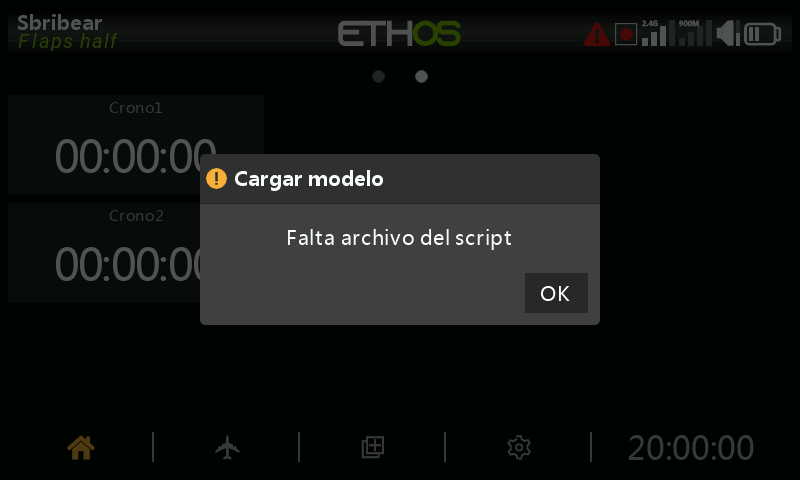 Sbribear
Flaps half
ETHOS
2.4G
900M
Crono1
00:00:00
Crono2
00:00:00
Cargar modelo
Falta archivo del script
OK
20:00:00